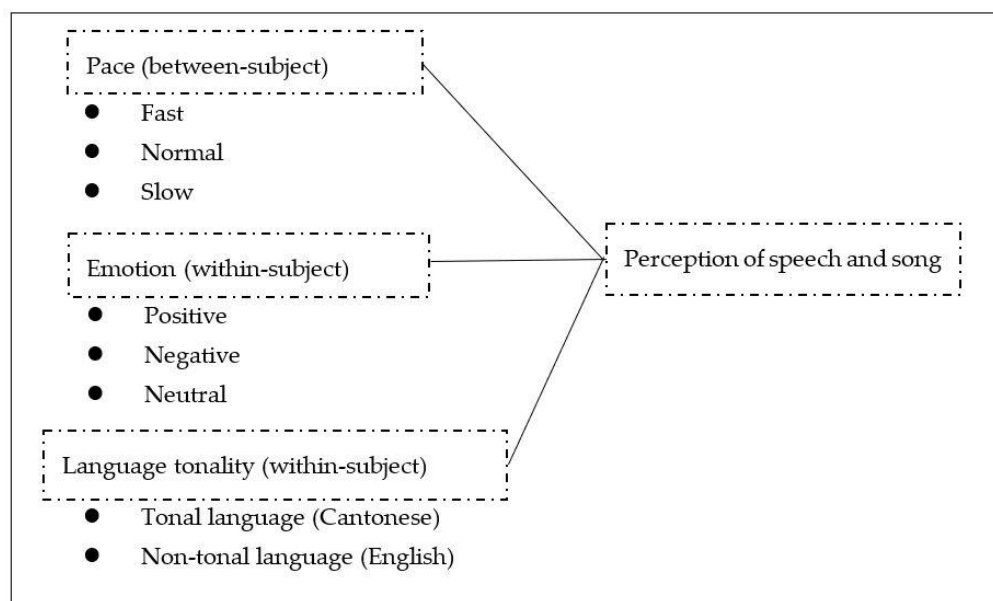 Pace (between-subject)
● Fast
● Normal
● Slow
Emotion (within-subject)
● Positive
● Negative
● Neutral
Perception of speech and song
Language tonality (within-subject)
● Tonal language (Cantonese)
● Non-tonal language (English)